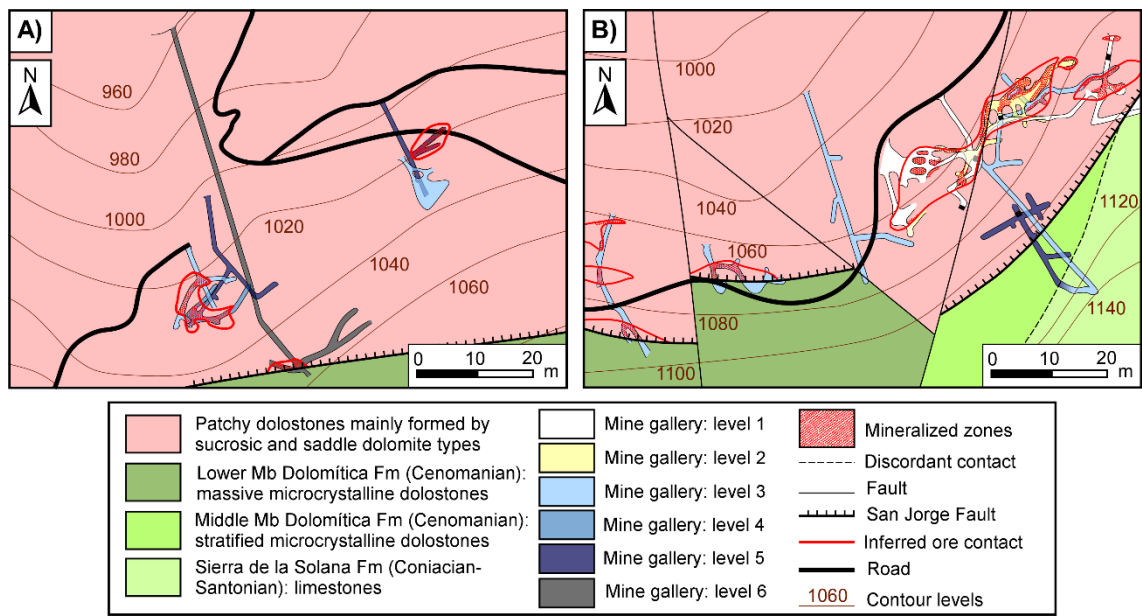 A)
N
960
980
1000
1020
1040
1060
0 10 20
m
B)
N
1000
1020
1040
1060
1080
1100
1120
1140
0 10 20
m
Patchy dolostones mainly formed by
sucrosic and saddle dolomite types
Lower Mb Dolomítica Fm (Cenomanian):
massive microcrystalline dolostones
Middle Mb Dolomítica Fm (Cenomanian):
stratified microcrystalline dolostones
Sierra de la Solana Fm (Coniacian-
Santonian): limestones
Mine gallery: level 1
Mine gallery: level 2
Mine gallery: level 3
Mine gallery: level 4
Mine gallery: level 5
Mine gallery: level 6
Mineralized zones
Discordant contact
Fault
San Jorge Fault
Inferred ore contact
Road
1060 Contour levels